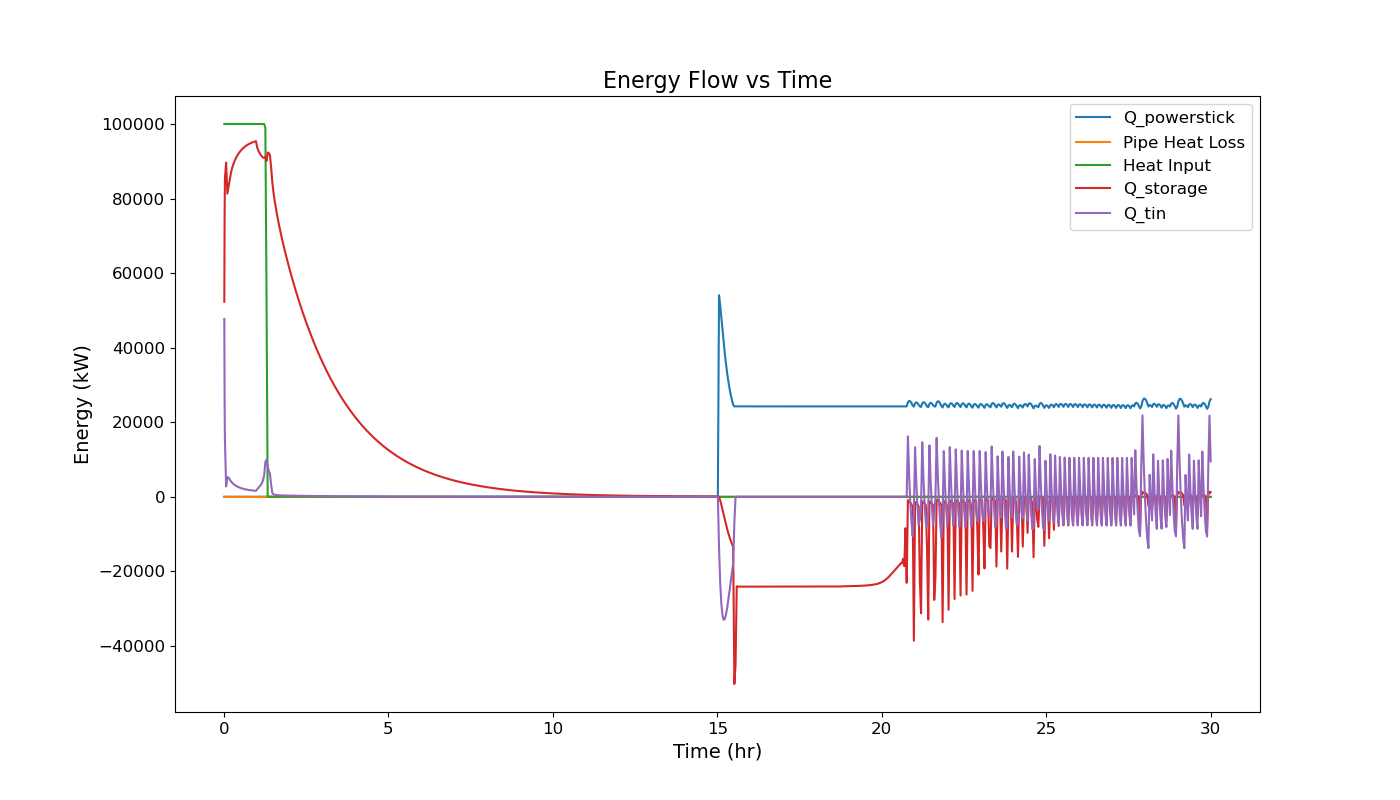 Energy Flow vs Time
Energy (kW)
100000
80000
60000
40000
20000
0
−20000
−40000
Q_powerstick
Pipe Heat Loss
Heat Input
Q_storage
Q_tin
0 5 10 15 20 25 30
Time (hr)